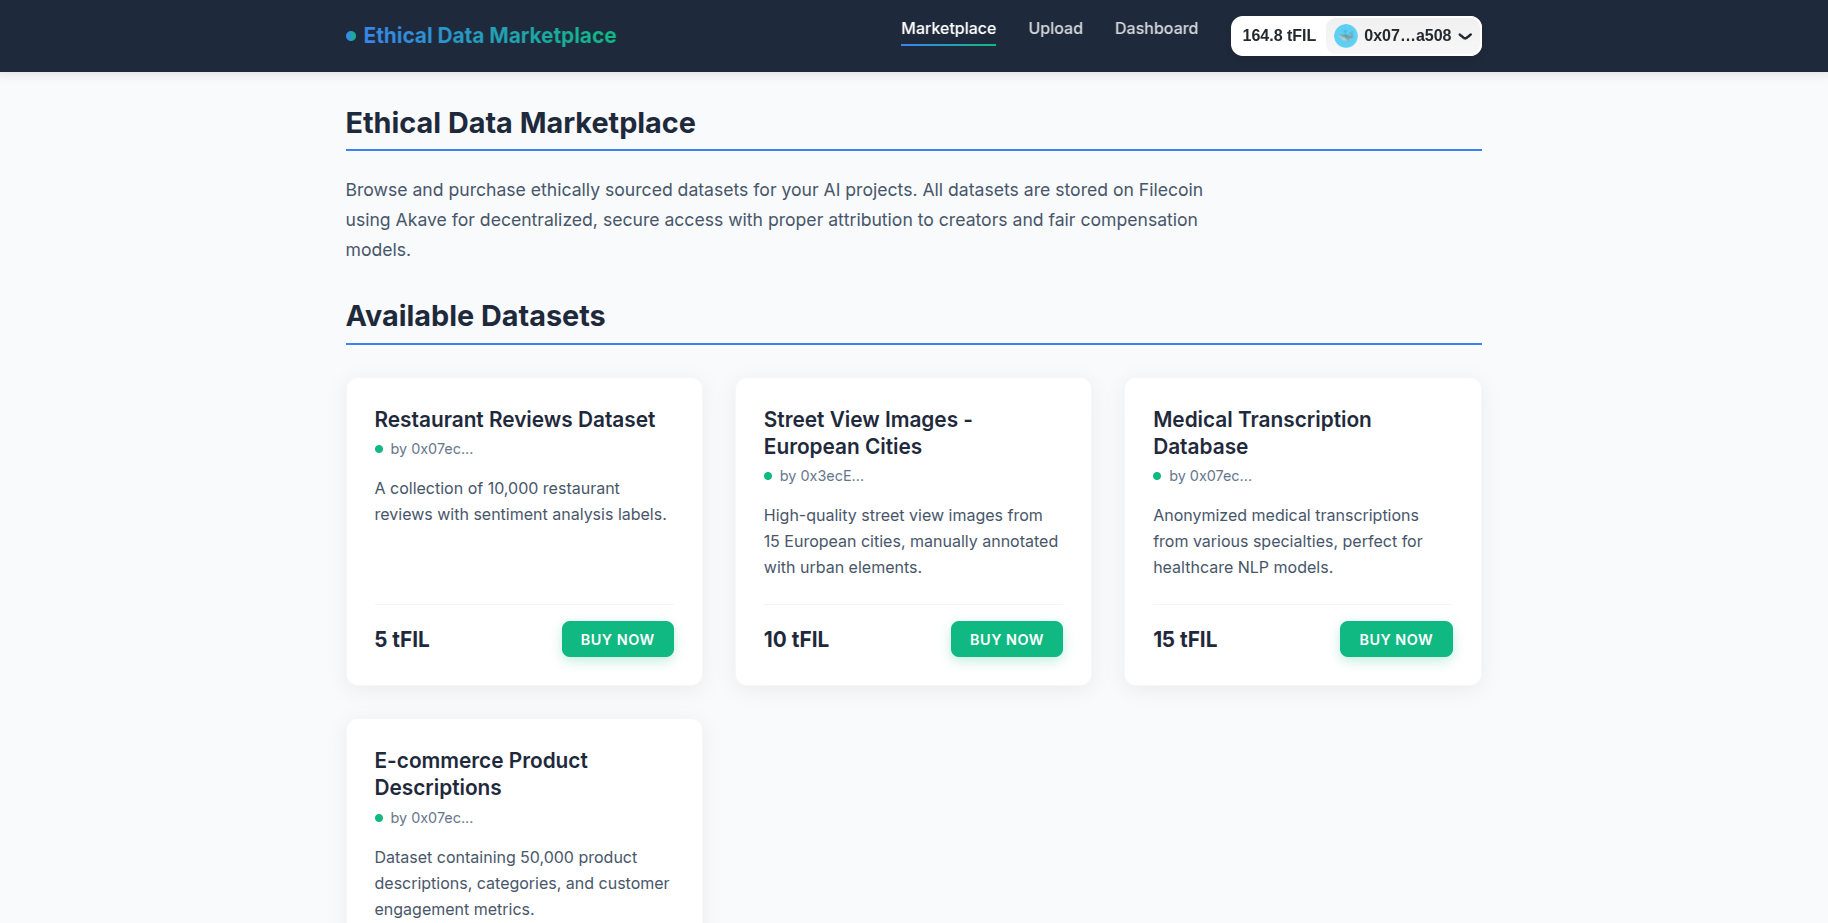 Ethical Data Marketplace
Marketplace
Upload
Dashboard
164.8 tFIL
0x07...a508
Ethical Data Marketplace
Browse and purchase ethically sourced datasets for your AI projects. All datasets are stored on Filecoin
using Akave for decentralized, secure access with proper attribution to creators and fair compensation
models.
Available Datasets
Restaurant Reviews Dataset
by 0x07ec...
A collection of 10,000 restaurant
reviews with sentiment analysis labels.
5 tFIL
BUY NOW
Street View Images -
European Cities
by 0x3ecE...
High-quality street view images from
15 European cities, manually annotated
with urban elements.
10 tFIL
BUY NOW
Medical Transcription
Database
by 0x07ec...
Anonymized medical transcriptions
from various specialties, perfect for
healthcare NLP models.
15 tFIL
BUY NOW
E-commerce Product
Descriptions
by 0x07ec...
Dataset containing 50,000 product
descriptions, categories, and customer
engagement metrics.